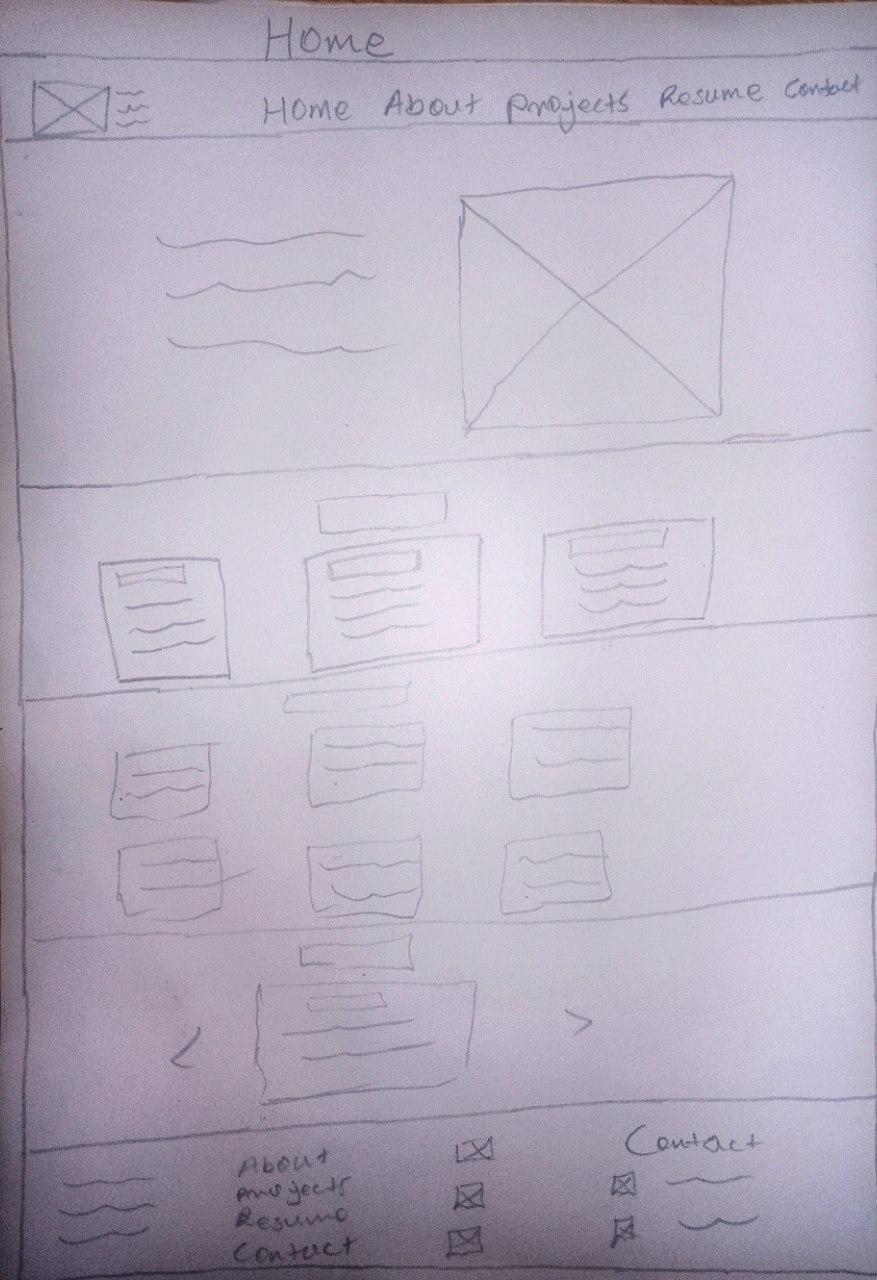 Home
Home About projects Resume Contact
< >
About
projects
Resume
Contact
Contact